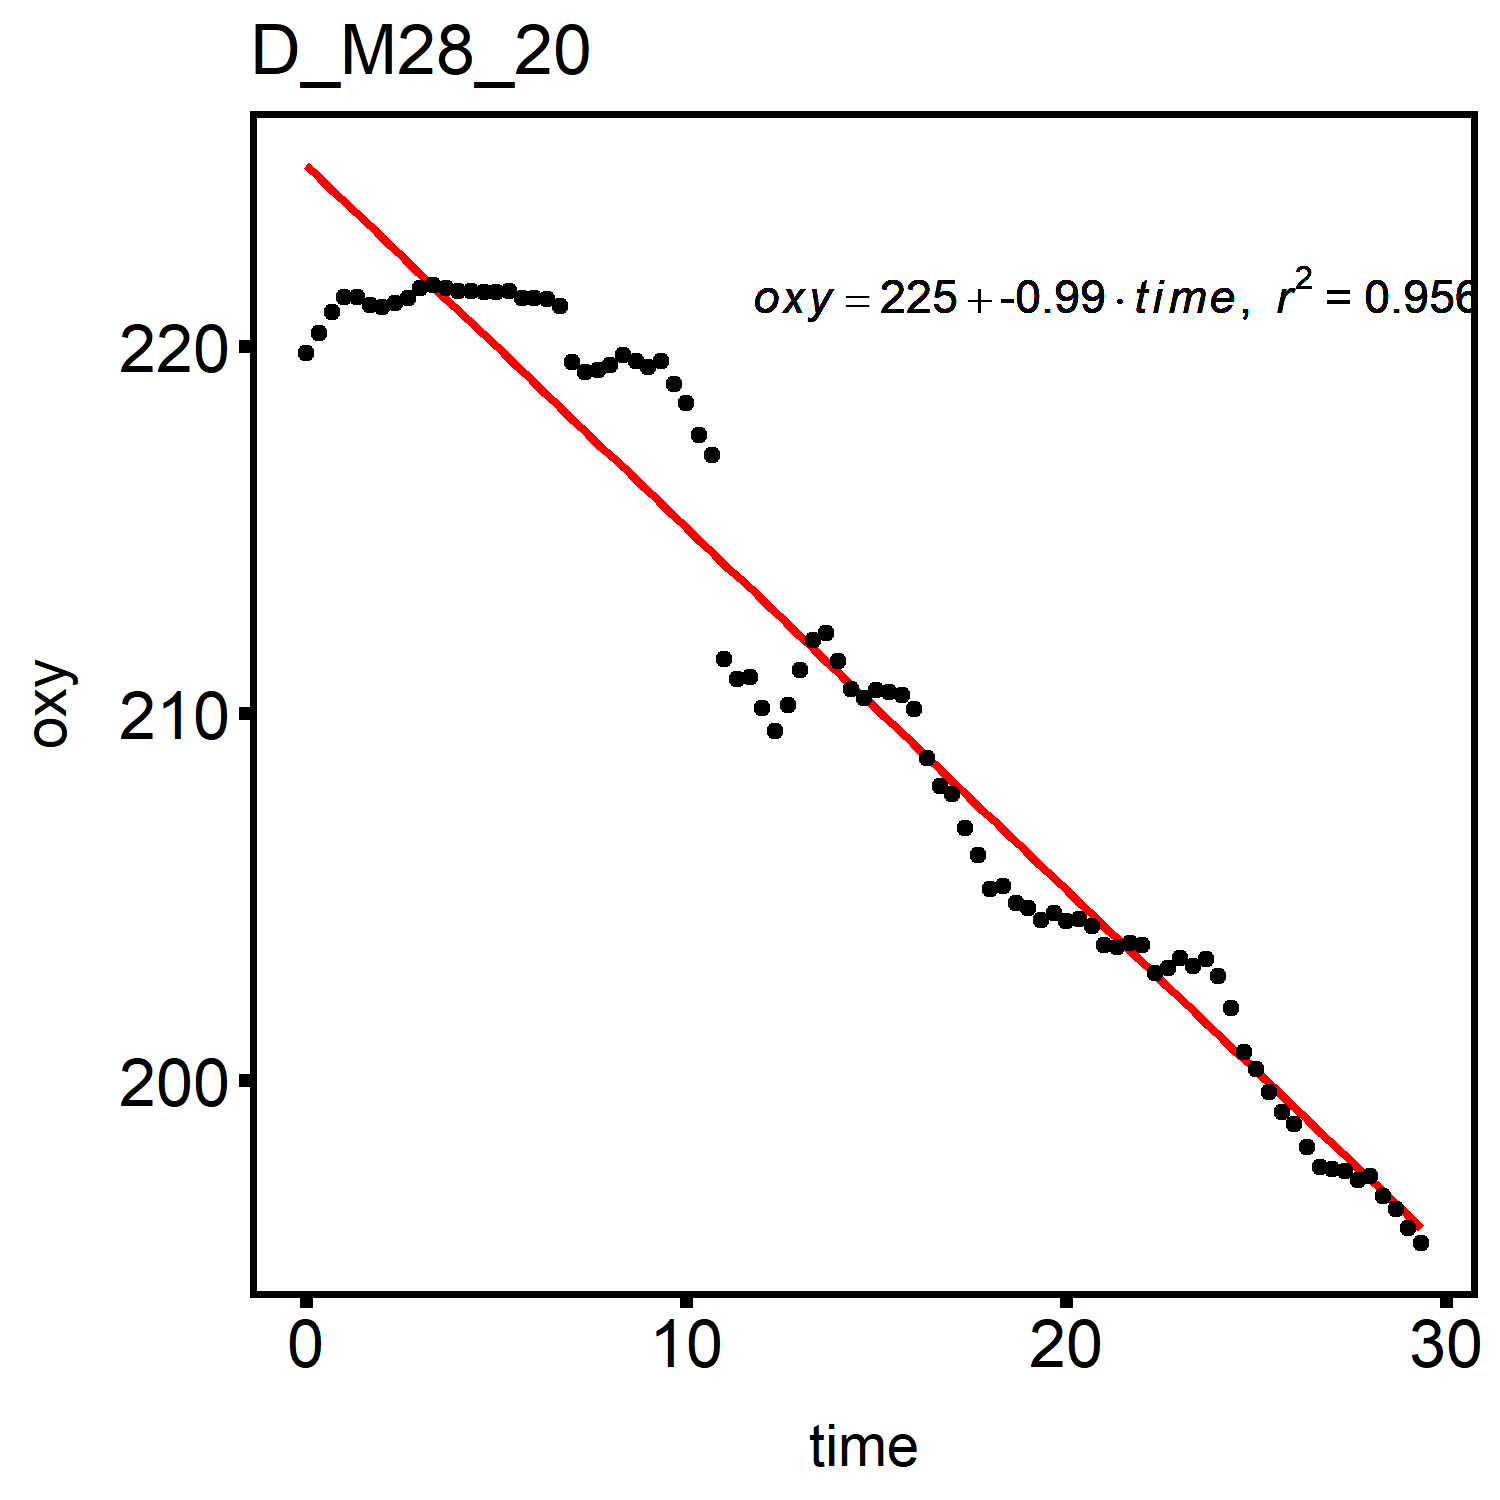 D_M28_20
oxy = 225 + -0.99 · time, r² = 0.956
220
210
200
oxy
0 10 20 30
time